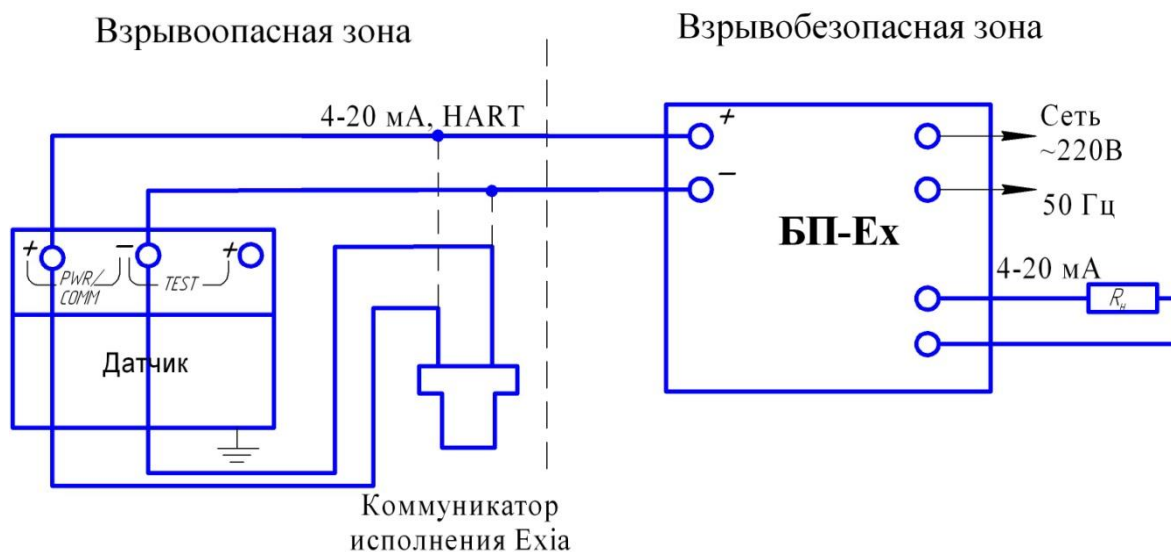 Взрывоопасная зона
Взрывобезопасная зона
4-20 мА, HART
+
−
БП-Ех
Сеть
~220В
50 Гц
4-20 мА
Rн
+ − +
PWR/
COMM
TEST
Датчик
Коммуникатор
исполнения Exia